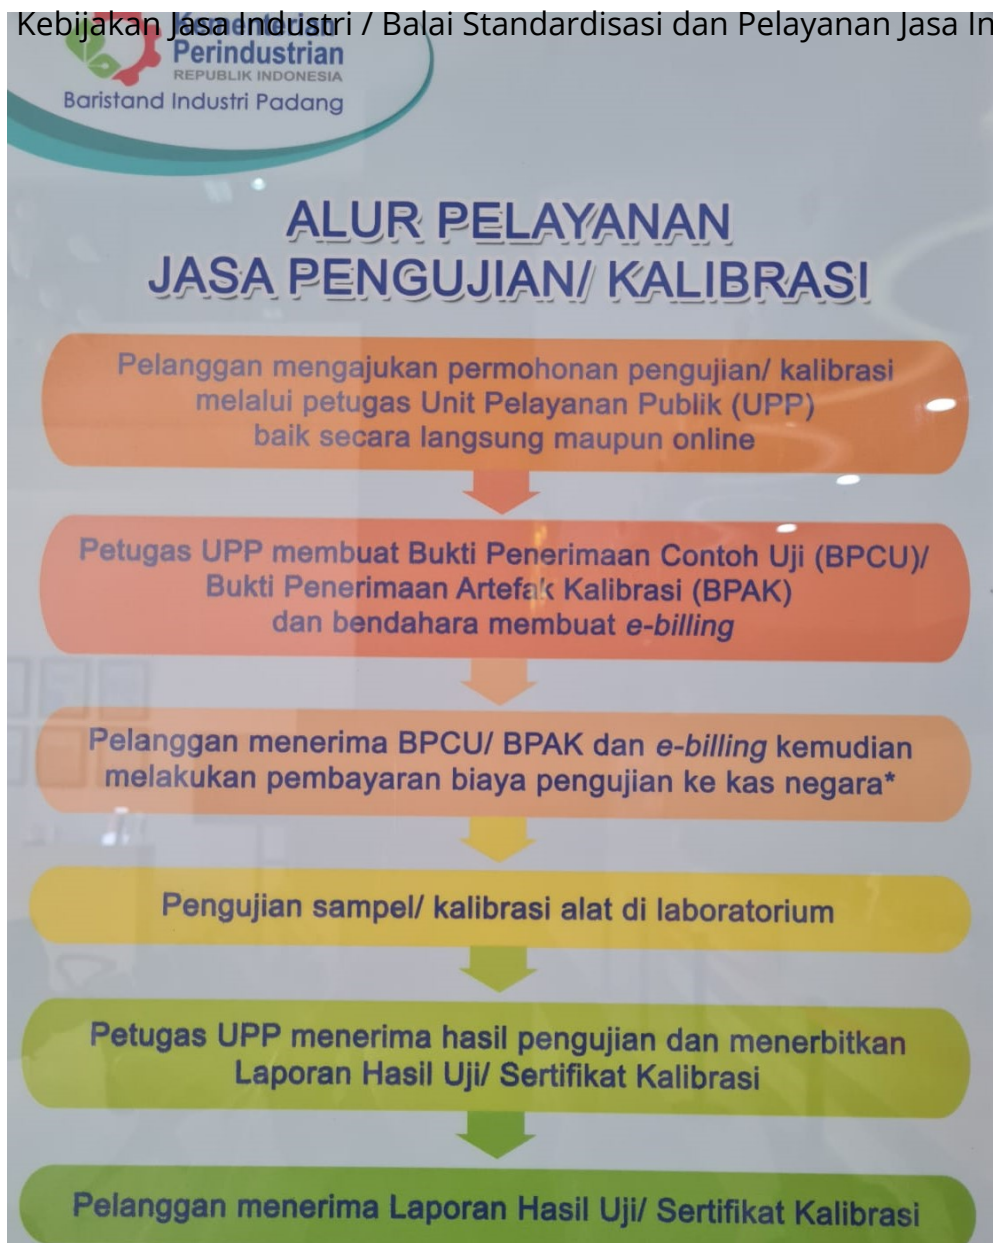 Kebijakan Jasa Industri / Balai Standardisasi dan Pelayanan Jasa In
Kementerian
Perindustrian
REPUBLIK INDONESIA
Baristand Industri Padang
ALUR PELAYANAN
JASA PENGUJIAN/ KALIBRASI
Pelanggan mengajukan permohonan pengujian/ kalibrasi
melalui petugas Unit Pelayanan Publik (UPP)
baik secara langsung maupun online
Petugas UPP membuat Bukti Penerimaan Contoh Uji (BPCU)/
Bukti Penerimaan Artefak Kalibrasi (BPAK)
dan bendahara membuat e-billing
Pelanggan menerima BPCU/ BPAK dan e-billing kemudian
melakukan pembayaran biaya pengujian ke kas negara*
Pengujian sampel/ kalibrasi alat di laboratorium
Petugas UPP menerima hasil pengujian dan menerbitkan
Laporan Hasil Uji/ Sertifikat Kalibrasi
Pelanggan menerima Laporan Hasil Uji/ Sertifikat Kalibrasi